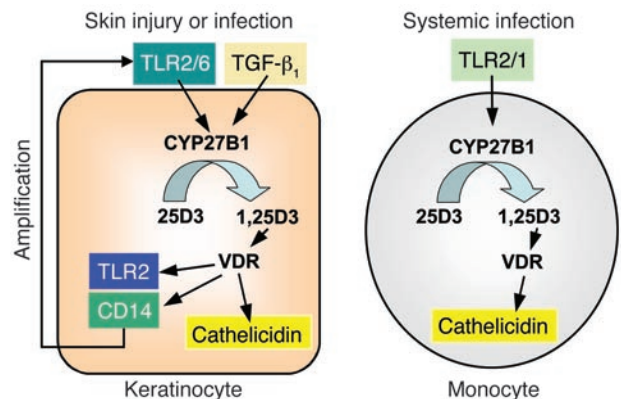 Skin injury or infection
TLR2/6
TGF-β₁
CYP27B1
25D3
1,25D3
VDR
TLR2
CD14
Cathelicidin
Amplification
Keratinocyte
Systemic infection
TLR2/1
CYP27B1
25D3
1,25D3
VDR
Cathelicidin
Monocyte